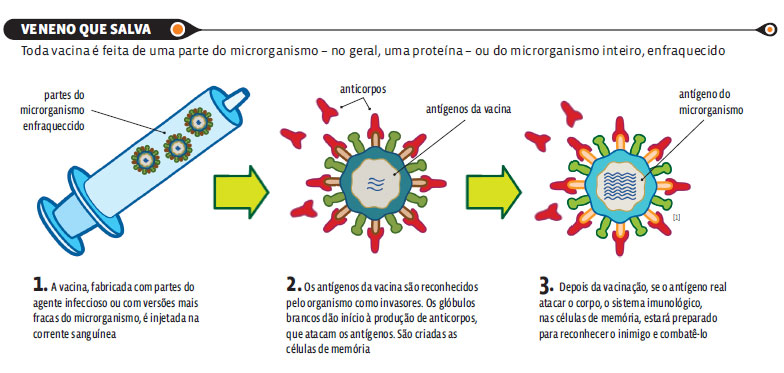 VENENO QUE SALVA
Toda vacina é feita de uma parte do microrganismo – no geral, uma proteína – ou do microrganismo inteiro, enfraquecido
partes do
microrganismo
enfraqueccido
anticorpos
antígenos da vacina
antígeno do
microrganismo
[1]
1. A vacina, fabricada com partes do
agente infeccioso ou com versões mais
fracas do microrganismo, é injetada na
corrente sanguínea
2. Os antígenos da vacina são reconhecidos
pelo organismo como invasores. Os glóbulos
brancos dão início à produção de anticorpos,
que atacam os antígenos. São criadas as
células de memória
3. Depois da vacinação, se o antígeno real
atacar o corpo, o sistema imunológico,
nas células de memória, estará preparado
para reconhecer o inimigo e combatê-lo